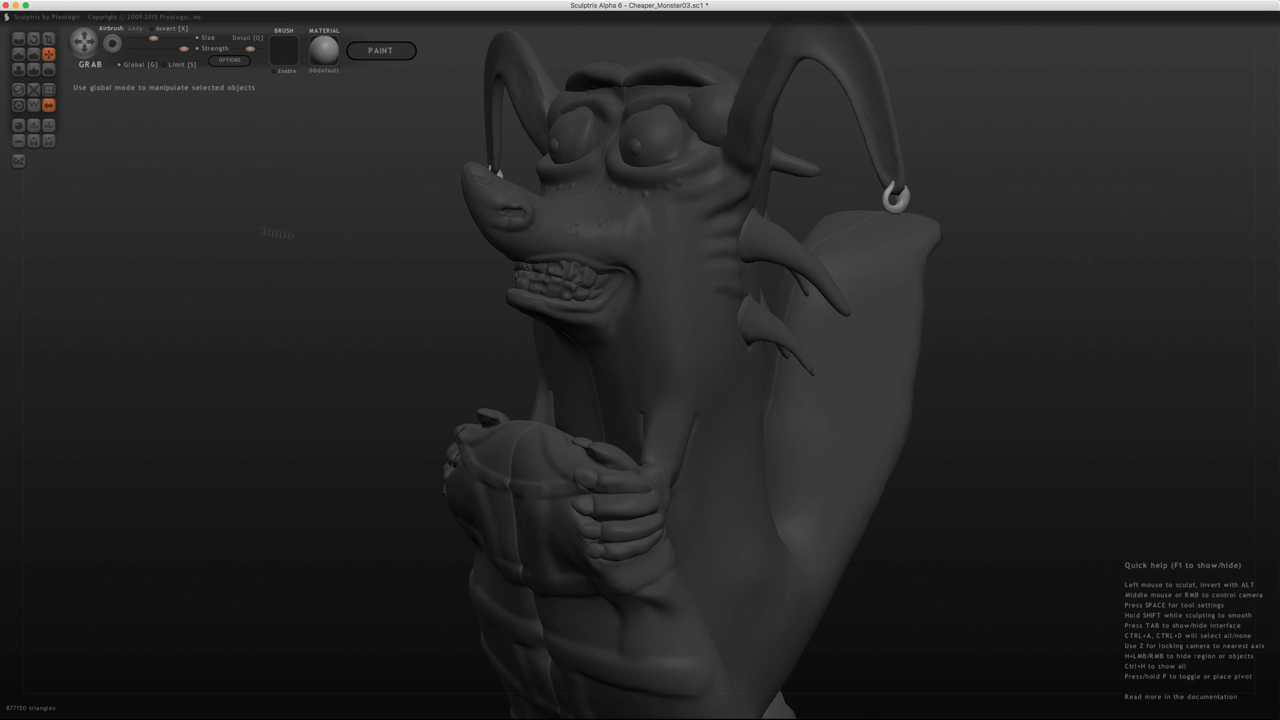 Sculptris Alpha 6 - Cheaper_Monster03.sc1 *
Sculptris by Pixologic Copyright ©2009-2015 Pixologic, Inc.
Airbrush Lazy Invert [X]
Size Detail [Q]
Strength
GRAB
Global [G] Limit [S]
OPTIONS
BRUSH
Enable
MATERIAL
00default
PAINT
Use global mode to manipulate selected objects
GoZ
Quick help (F1 to show/hide)
Left mouse to sculpt, invert with ALT
Middle mouse or RMB to control camera
Press SPACE for tool settings
Hold SHIFT while sculpting to smooth
Press TAB to show/hide interface
CTRL+A, CTRL+D will select all/none
Use Z for locking camera to nearest axis
H+LMB/RMB to hide region or objects
Ctrl+H to show all
Press/hold P to toggle or place pivot
Read more in the documentation
877150 triangles